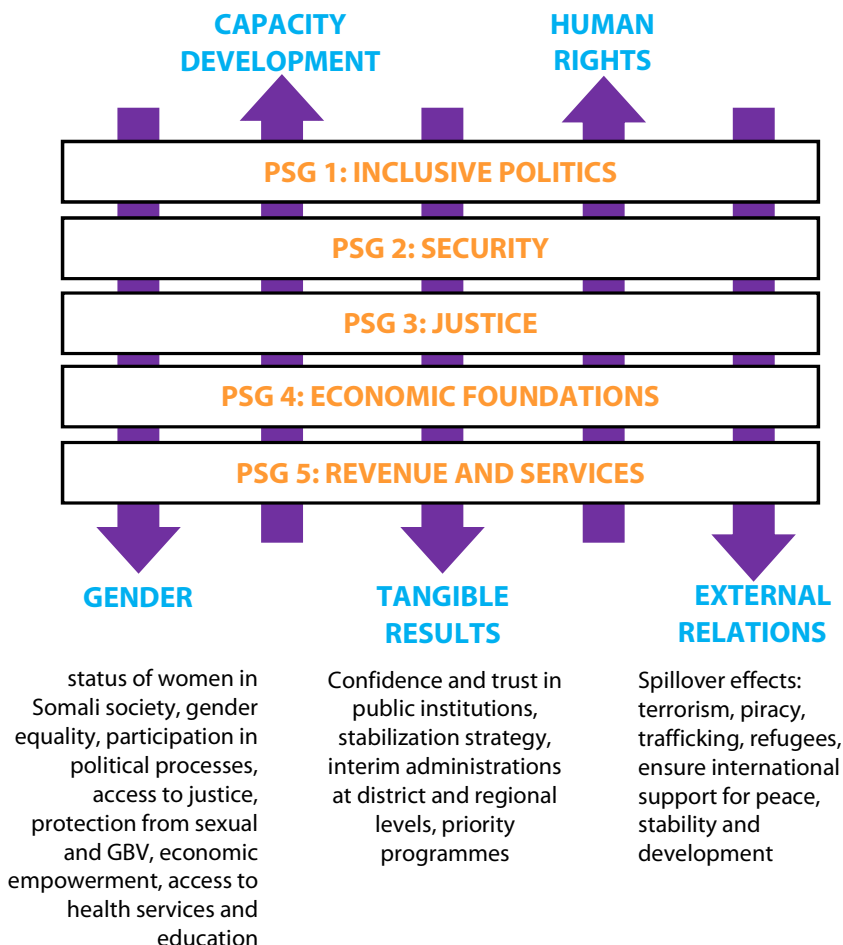 CAPACITY
DEVELOPMENT
HUMAN
RIGHTS
PSG 1: INCLUSIVE POLITICS
PSG 2: SECURITY
PSG 3: JUSTICE
PSG 4: ECONOMIC FOUNDATIONS
PSG 5: REVENUE AND SERVICES
GENDER
status of women in
Somali society, gender
equality, participation in
political processes,
access to justice,
protection from sexual
and GBV, economic
empowerment, access to
health services and
education
TANGIBLE
RESULTS
Confidence and trust in
public institutions,
stabilization strategy,
interim administrations
at district and regional
levels, priority
programmes
EXTERNAL
RELATIONS
Spillover effects:
terrorism, piracy,
trafficking, refugees,
ensure international
support for peace,
stability and
development